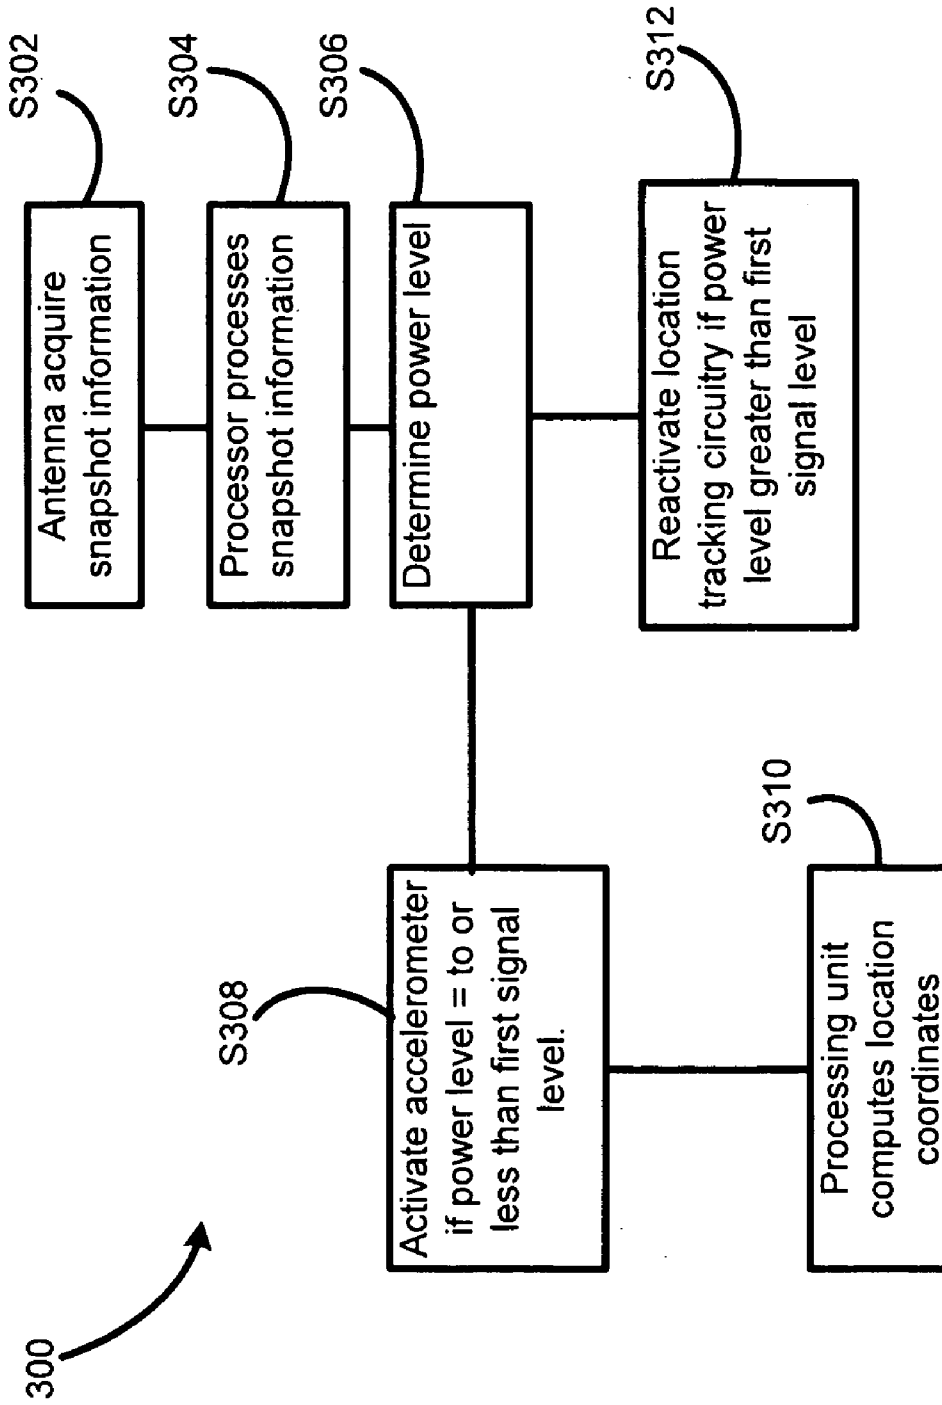 300
Antenna acquire
snapshot information
S302
Processor processes
snapshot information
S304
Determine power level
S306
Activate accelerometer
if power level = to or
less than first signal
level.
S308
Processing unit
computes location
coordinates
S310
Reactivate location
tracking circuitry if power
level greater than first
signal level
S312